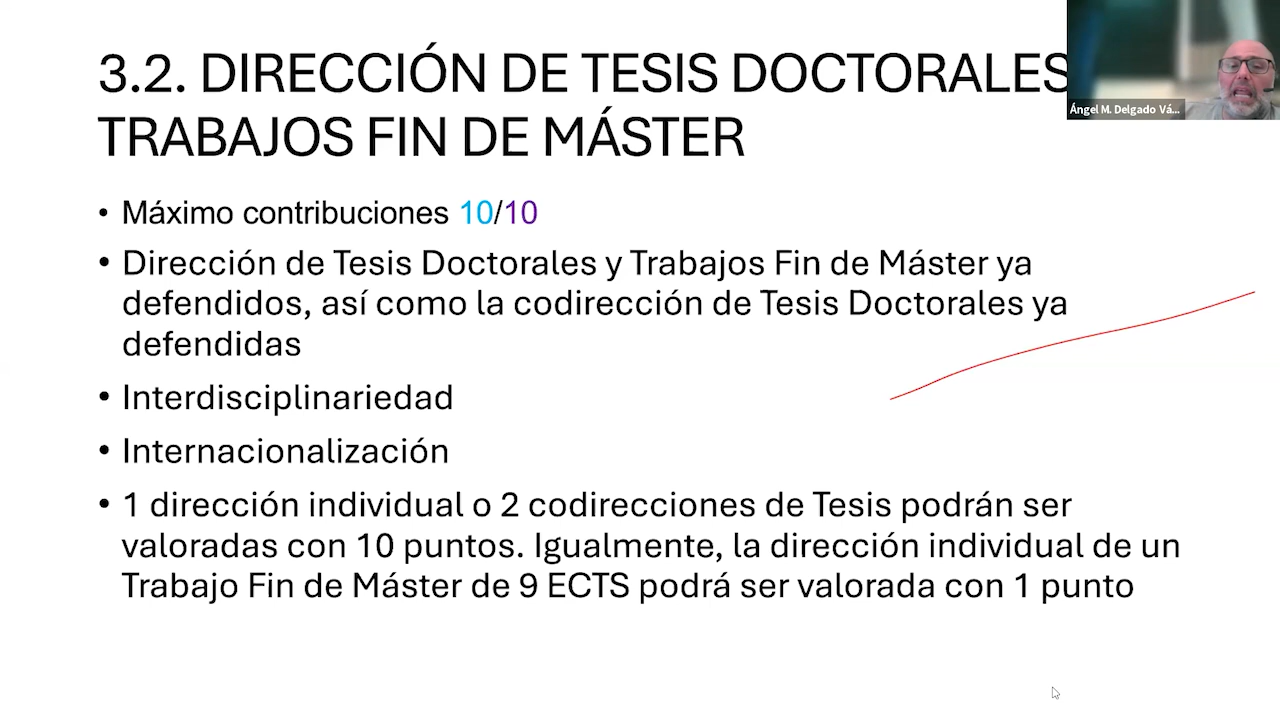 3.2. DIRECCIÓN DE TESIS DOCTORALES
TRABAJOS FIN DE MÁSTER
Ángel M. Delgado Vá...
• Máximo contribuciones 10/10
• Dirección de Tesis Doctorales y Trabajos Fin de Máster ya
defendidos, así como la codirección de Tesis Doctorales ya
defendidas
• Interdisciplinariedad
• Internacionalización
• 1 dirección individual o 2 codirecciones de Tesis podrán ser
valoradas con 10 puntos. Igualmente, la dirección individual de un
Trabajo Fin de Máster de 9 ECTS podrá ser valorada con 1 punto